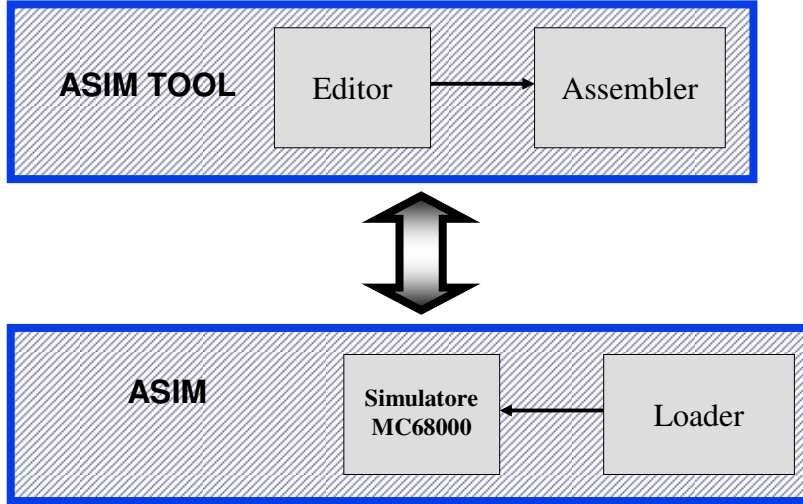 ASIM TOOL
Editor
Assembler
ASIM
Simulatore
MC68000
Loader